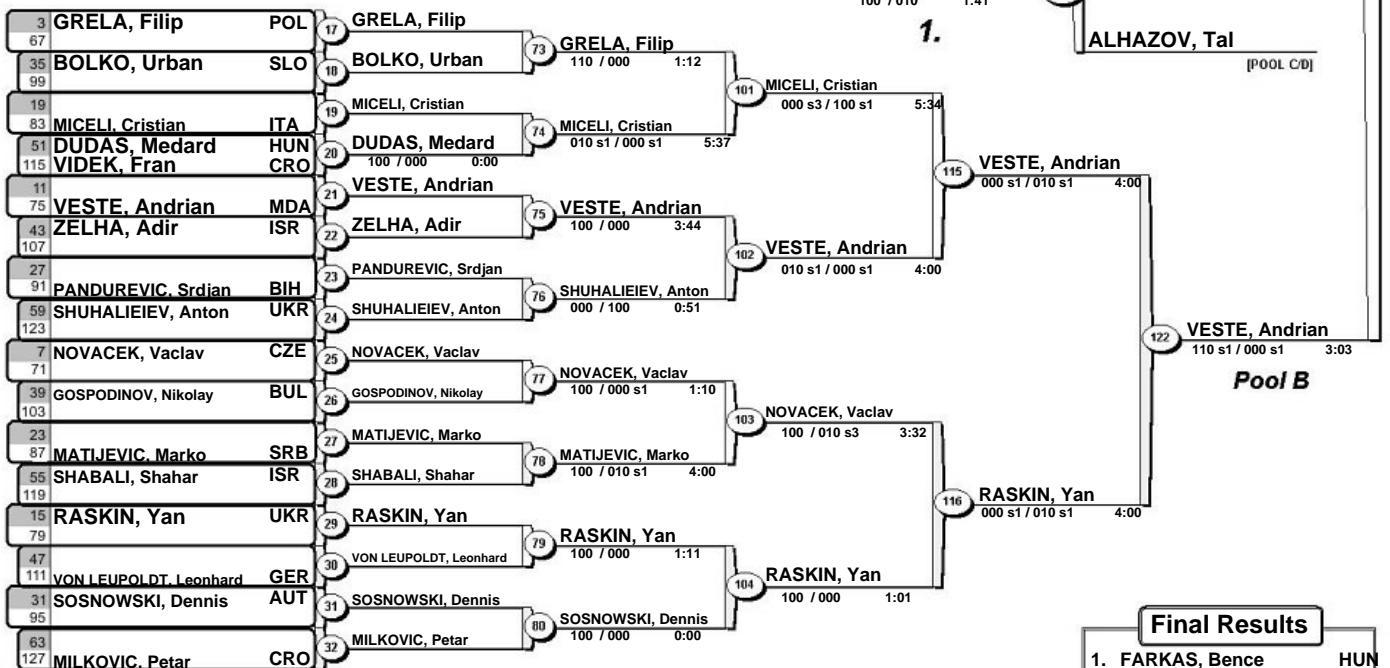 100 / 010 1:41
1.
ALHAZOV, Tal
[POOL C/D]
3 GRELA, Filip POL
67
35 BOLKO, Urban SLO
99
19
83 MICELI, Cristian ITA
51 DUDAS, Medard HUN
115 VIDEK, Fran CRO
11
75 VESTE, Andrian MDA
43 ZELHA, Adir ISR
107
27
91 PANDUREVIC, Srdjan BIH
59 SHUHALIEIEV, Anton UKR
123
7 NOVACEK, Vaclav CZE
71
39 GOSPODINOV, Nikolay BUL
103
23
87 MATIJEVIC, Marko SRB
55 SHABALI, Shahar ISR
119
15 RASKIN, Yan UKR
79
47
111 VON LEUPOLDT, Leonhard GER
31 SOSNOWSKI, Dennis AUT
95
63
127 MILKOVIC, Petar CRO
17 GRELA, Filip
18 BOLKO, Urban
19 MICELI, Cristian
20 DUDAS, Medard
100 / 000 0:00
21 VESTE, Andrian
22 ZELHA, Adir
23 PANDUREVIC, Srdjan
24 SHUHALIEIEV, Anton
25 NOVACEK, Vaclav
26 GOSPODINOV, Nikolay
27 MATIJEVIC, Marko
28 SHABALI, Shahar
29 RASKIN, Yan
30 VON LEUPOLDT, Leonhard
31 SOSNOWSKI, Dennis
32 MILKOVIC, Petar
73 GRELA, Filip
110 / 000 1:12
74 MICELI, Cristian
010 s1 / 000 s1 5:37
75 VESTE, Andrian
100 / 000 3:44
76 SHUHALIEIEV, Anton
000 / 100 0:51
77 NOVACEK, Vaclav
100 / 000 s1 1:10
78 MATIJEVIC, Marko
100 / 010 s1 4:00
79 RASKIN, Yan
100 / 000 1:11
80 SOSNOWSKI, Dennis
100 / 000 0:00
101 MICELI, Cristian
000 s3 / 100 s1 5:34
102 VESTE, Andrian
010 s1 / 000 s1 4:00
103 NOVACEK, Vaclav
100 / 010 s3 3:32
104 RASKIN, Yan
100 / 000 1:01
115 VESTE, Andrian
000 s1 / 010 s1 4:00
116 RASKIN, Yan
000 s1 / 010 s1 4:00
122 VESTE, Andrian
110 s1 / 000 s1 3:03
Pool B
Final Results
1. FARKAS, Bence HUN